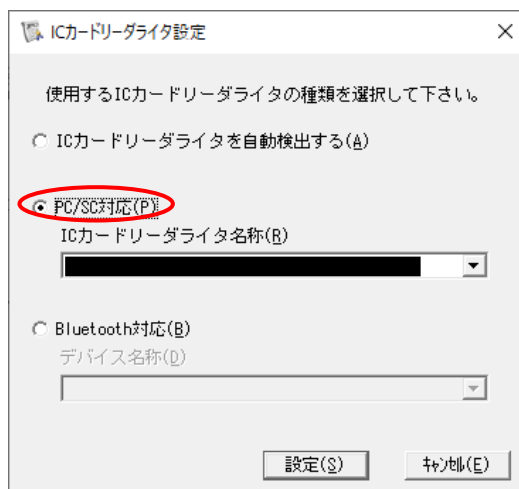 ICカードリーダライタ設定
使用するICカードリーダライタの種類を選択して下さい。
ICカードリーダライタを自動検出する(A)
PC/SC対応(P)
ICカードリーダライタ名称(R)
Bluetooth対応(B)
デバイス名称(D)
設定(S) ｷｬﾝｾﾙ(E)